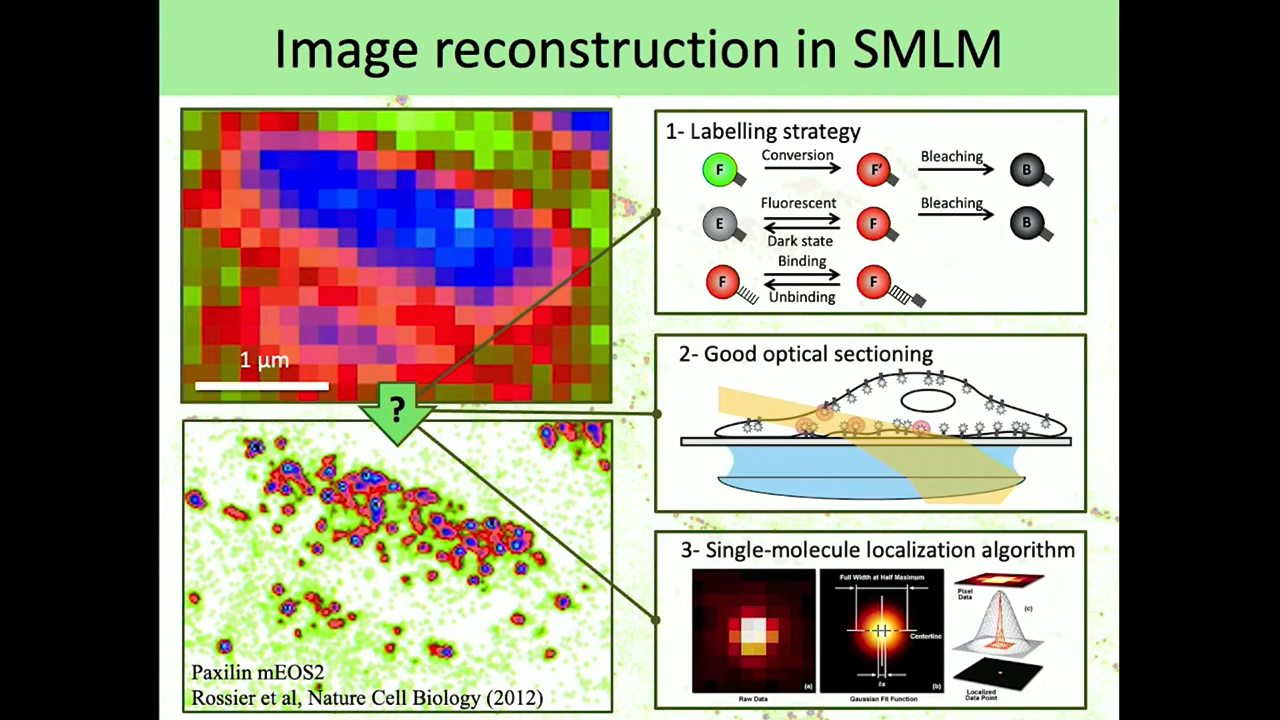 Image reconstruction in SMLM
1 µm
?
Paxilin mEOS2
Rossier et al, Nature Cell Biology (2012)
1- Labelling strategy
F Conversion F' Bleaching B
E Fluorescent F Bleaching B
Dark state
F Binding F
Unbinding
2- Good optical sectioning
3- Single-molecule localization algorithm
Raw Data
(a)
Full Width at Half Maximum
Centerline
(b)
Gaussian Fit Function
Pixel
Data
(c)
Localized
Data Point